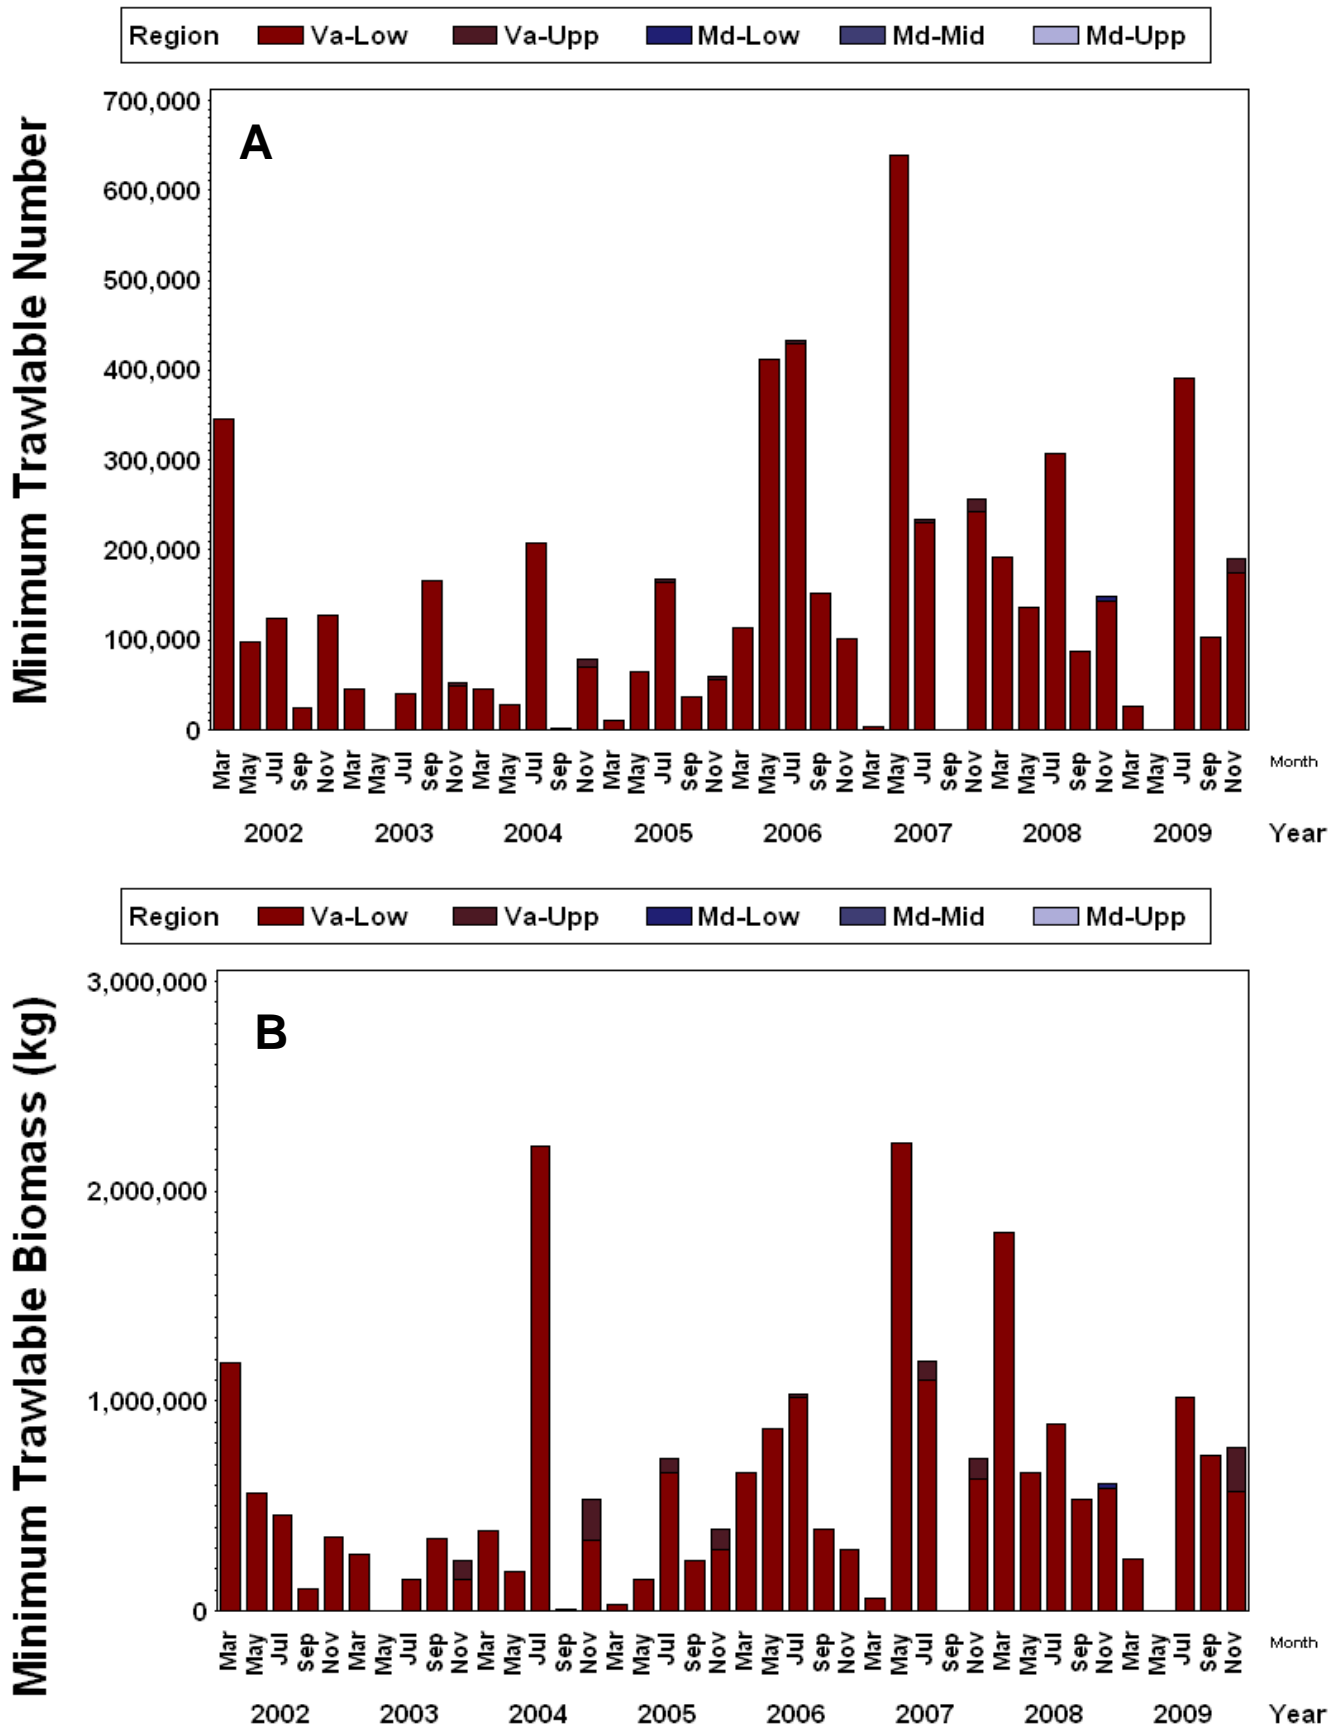 Region Va-Low Va-Upp Md-Low Md-Mid Md-Upp
Minimum Trawlable Number
A
700,000
600,000
500,000
400,000
300,000
200,000
100,000
0
Mar May Jul Sep Nov Mar May Jul Sep Nov Mar May Jul Sep Nov Mar May Jul Sep Nov Mar May Jul Sep Nov Mar May Jul Sep Nov Mar May Jul Sep Nov Mar May Jul Sep Nov Month
2002 2003 2004 2005 2006 2007 2008 2009 Year
Region Va-Low Va-Upp Md-Low Md-Mid Md-Upp
Minimum Trawlable Biomass (kg)
B
3,000,000
2,000,000
1,000,000
0
Mar May Jul Sep Nov Mar May Jul Sep Nov Mar May Jul Sep Nov Mar May Jul Sep Nov Mar May Jul Sep Nov Mar May Jul Sep Nov Mar May Jul Sep Nov Mar May Jul Sep Nov Month
2002 2003 2004 2005 2006 2007 2008 2009 Year